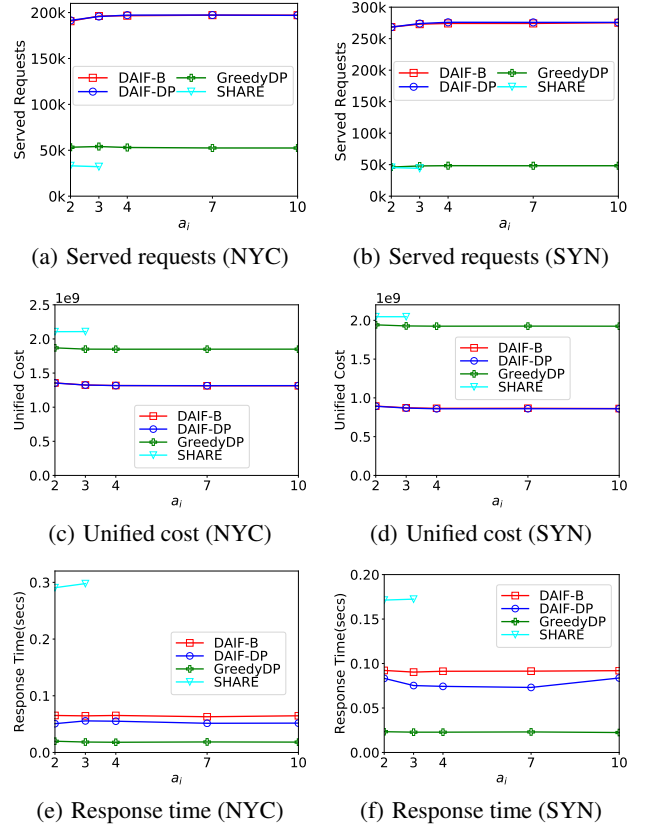 200k
150k
100k
50k
0k
Served Requests
DAIF-B
DAIF-DP
GreedyDP
SHARE
2 3 4 7 10
a_i
(a) Served requests (NYC)
300k
250k
200k
150k
100k
50k
0k
Served Requests
DAIF-B
DAIF-DP
GreedyDP
SHARE
2 3 4 7 10
a_i
(b) Served requests (SYN)
1e9
2.5
2.0
1.5
1.0
0.5
0.0
Unified Cost
DAIF-B
DAIF-DP
GreedyDP
SHARE
2 3 4 7 10
a_i
(c) Unified cost (NYC)
1e9
2.0
1.5
1.0
0.5
0.0
Unified Cost
DAIF-B
DAIF-DP
GreedyDP
SHARE
2 3 4 7 10
a_i
(d) Unified cost (SYN)
0.3
0.2
0.1
0.0
Response Time(secs)
DAIF-B
DAIF-DP
GreedyDP
SHARE
2 3 4 7 10
a_i
(e) Response time (NYC)
0.20
0.15
0.10
0.05
0.00
Response Time(secs)
DAIF-B
DAIF-DP
GreedyDP
SHARE
2 3 4 7 10
a_i
(f) Response time (SYN)